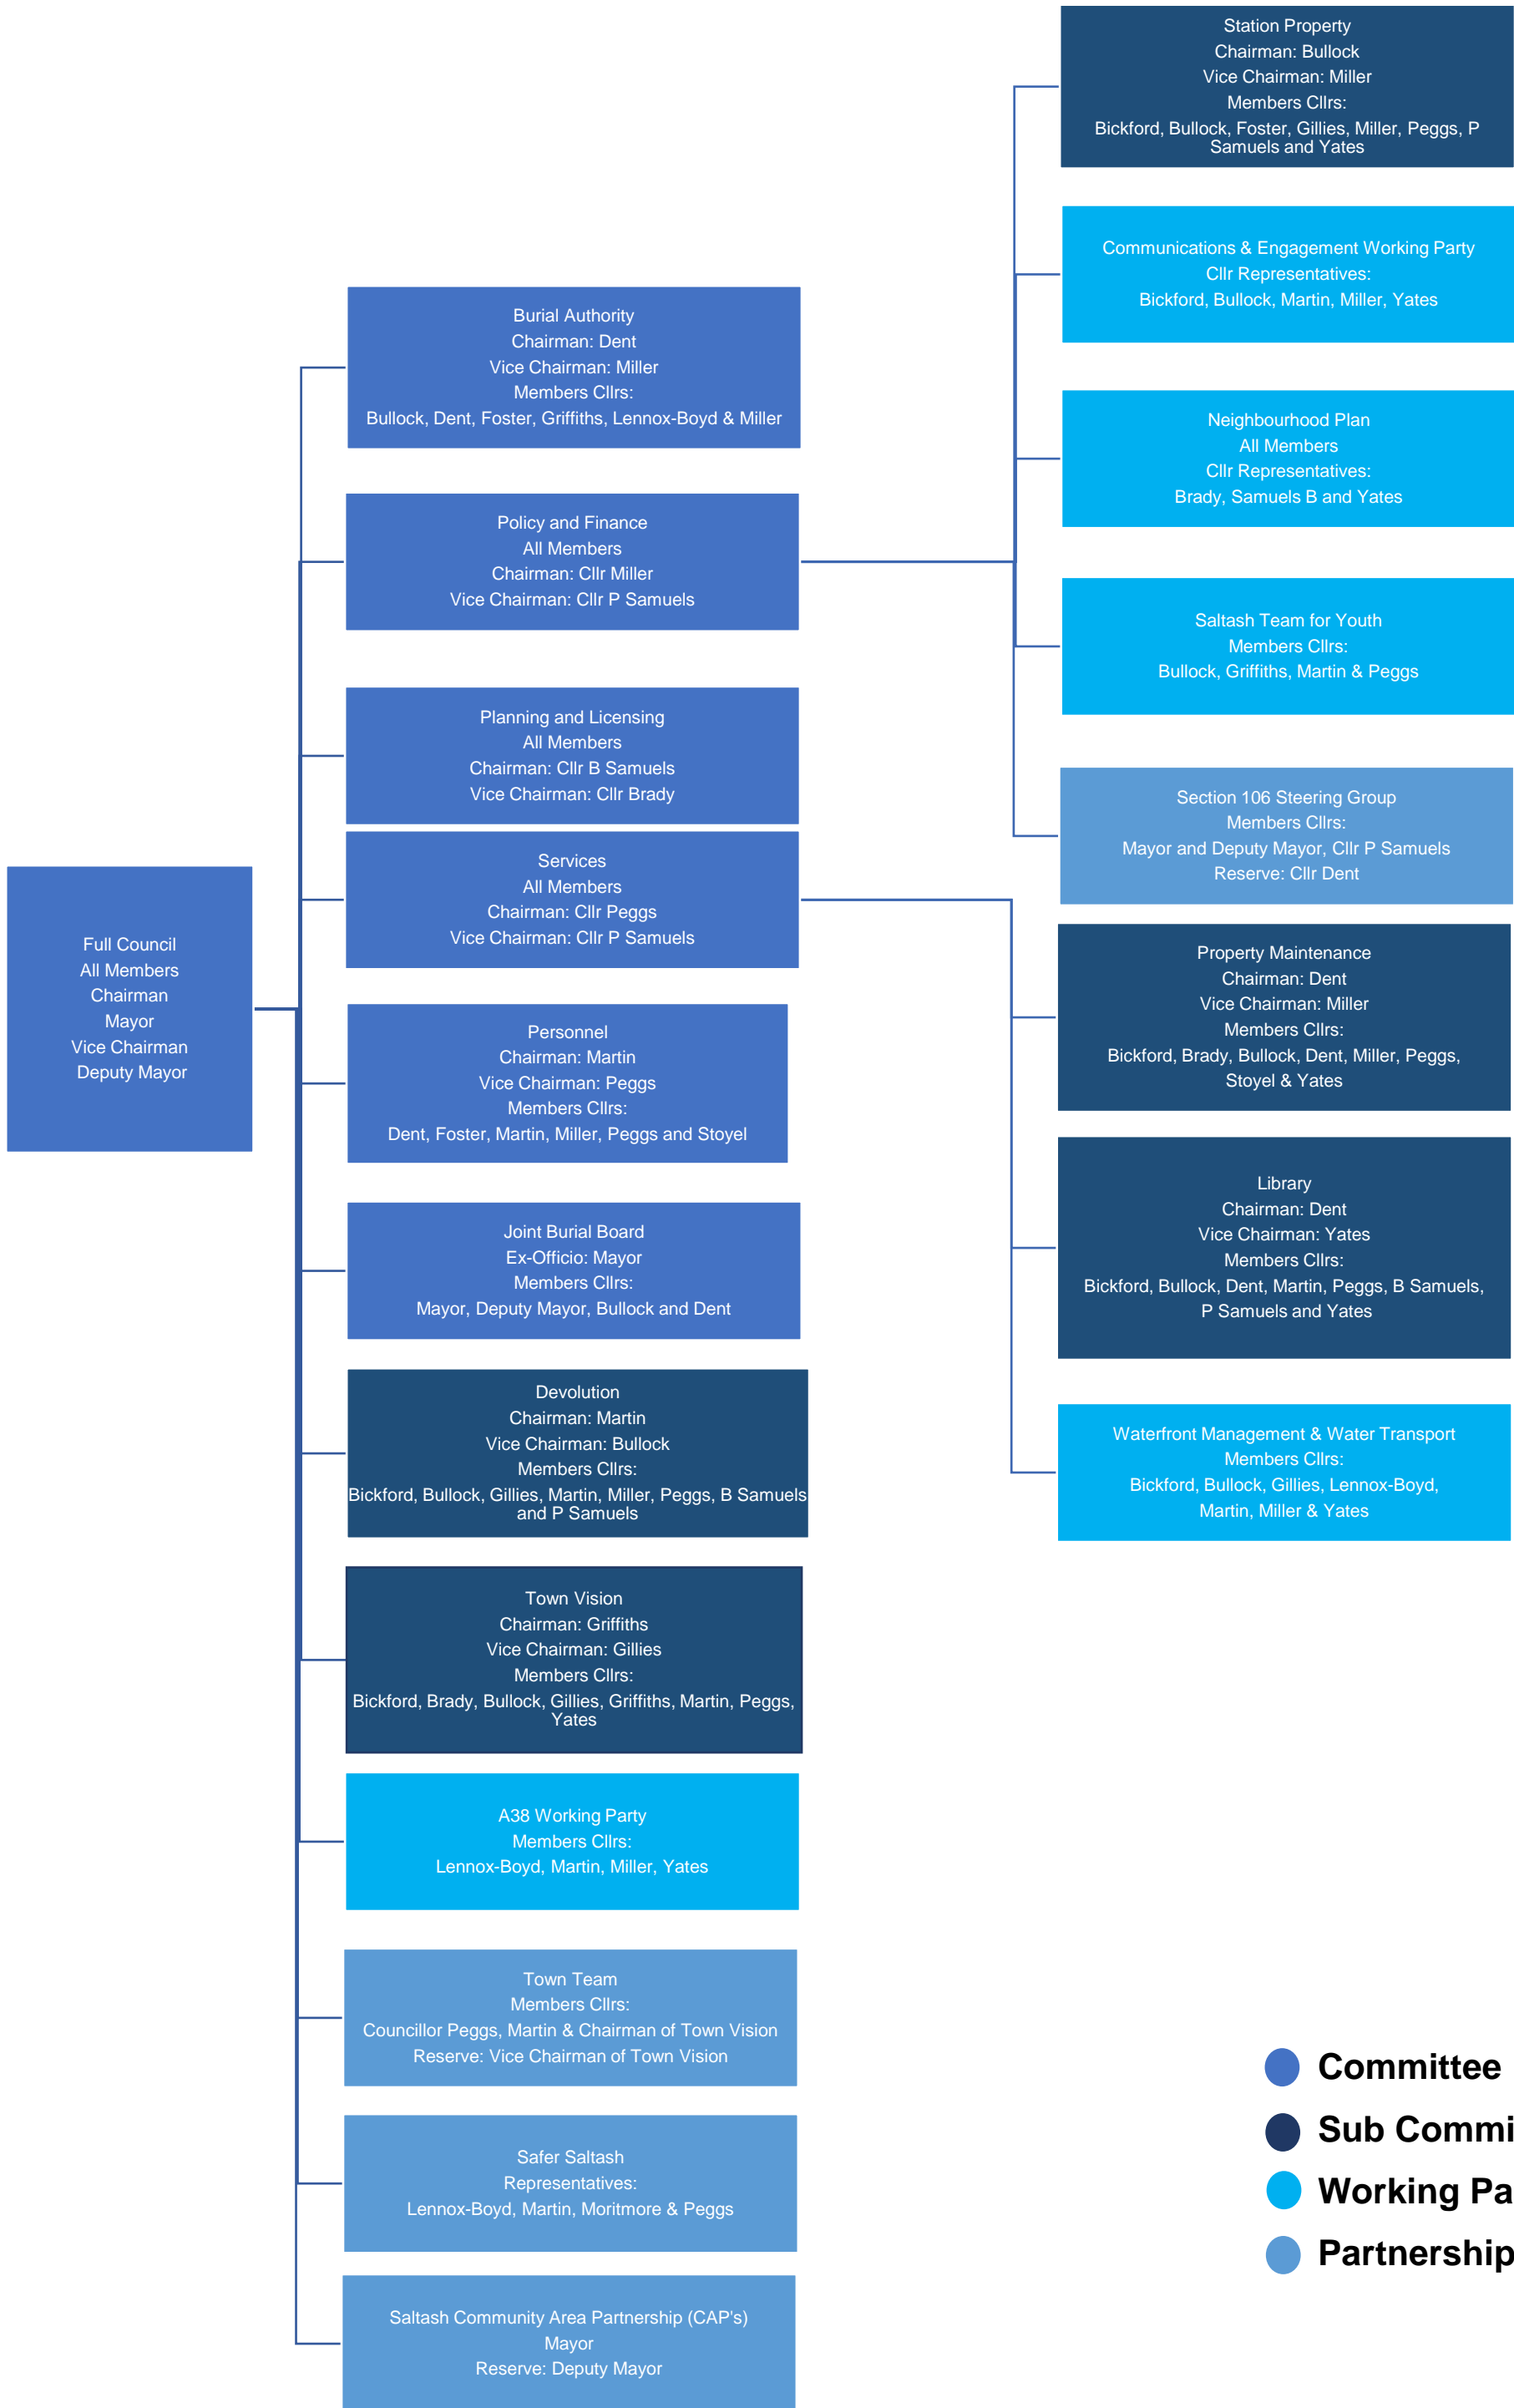 Full Council
All Members
Chairman
Mayor
Vice Chairman
Deputy Mayor
Burial Authority
Chairman: Dent
Vice Chairman: Miller
Members Cllrs:
Bullock, Dent, Foster, Griffiths, Lennox-Boyd & Miller
Policy and Finance
All Members
Chairman: Cllr Miller
Vice Chairman: Cllr P Samuels
Planning and Licensing
All Members
Chairman: Cllr B Samuels
Vice Chairman: Cllr Brady
Services
All Members
Chairman: Cllr Peggs
Vice Chairman: Cllr P Samuels
Personnel
Chairman: Martin
Vice Chairman: Peggs
Members Cllrs:
Dent, Foster, Martin, Miller, Peggs and Stoyel
Joint Burial Board
Ex-Officio: Mayor
Members Cllrs:
Mayor, Deputy Mayor, Bullock and Dent
Devolution
Chairman: Martin
Vice Chairman: Bullock
Members Cllrs:
Bickford, Bullock, Gillies, Martin, Miller, Peggs, B Samuels
and P Samuels
Town Vision
Chairman: Griffiths
Vice Chairman: Gillies
Members Cllrs:
Bickford, Brady, Bullock, Gillies, Griffiths, Martin, Peggs,
Yates
A38 Working Party
Members Cllrs:
Lennox-Boyd, Martin, Miller, Yates
Town Team
Members Cllrs:
Councillor Peggs, Martin & Chairman of Town Vision
Reserve: Vice Chairman of Town Vision
Safer Saltash
Representatives:
Lennox-Boyd, Martin, Moritmore & Peggs
Saltash Community Area Partnership (CAP's)
Mayor
Reserve: Deputy Mayor
Station Property
Chairman: Bullock
Vice Chairman: Miller
Members Cllrs:
Bickford, Bullock, Foster, Gillies, Miller, Peggs, P
Samuels and Yates
Communications & Engagement Working Party
Cllr Representatives:
Bickford, Bullock, Martin, Miller, Yates
Neighbourhood Plan
All Members
Cllr Representatives:
Brady, Samuels B and Yates
Saltash Team for Youth
Members Cllrs:
Bullock, Griffiths, Martin & Peggs
Section 106 Steering Group
Members Cllrs:
Mayor and Deputy Mayor, Cllr P Samuels
Reserve: Cllr Dent
Property Maintenance
Chairman: Dent
Vice Chairman: Miller
Members Cllrs:
Bickford, Brady, Bullock, Dent, Miller, Peggs,
Stoyel & Yates
Library
Chairman: Dent
Vice Chairman: Yates
Members Cllrs:
Bickford, Bullock, Dent, Martin, Peggs, B Samuels,
P Samuels and Yates
Waterfront Management & Water Transport
Members Cllrs:
Bickford, Bullock, Gillies, Lennox-Boyd,
Martin, Miller & Yates
Committee
Sub Commi
Working Pa
Partnership